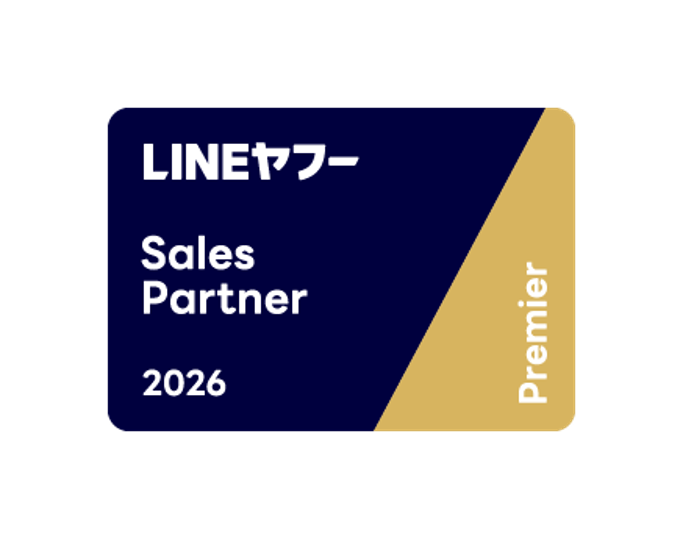 LINEヤフー
Sales
Partner
2026
Premier